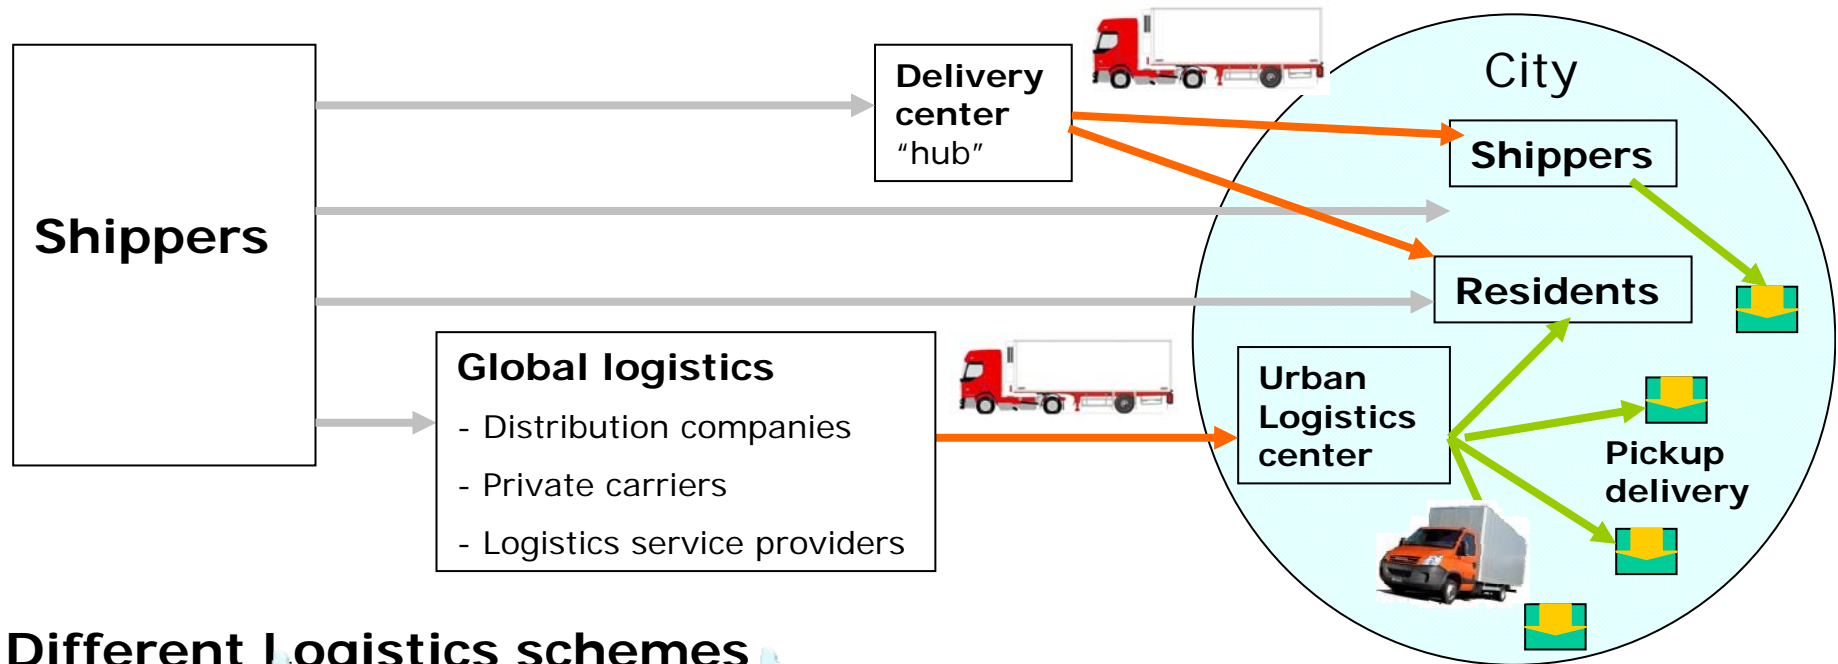 Shippers
Delivery
center
“hub”
City
Shippers
Residents
Global logistics
- Distribution companies
- Private carriers
- Logistics service providers
Urban
Logistics
center
Pickup
delivery
Different Logistics schemes